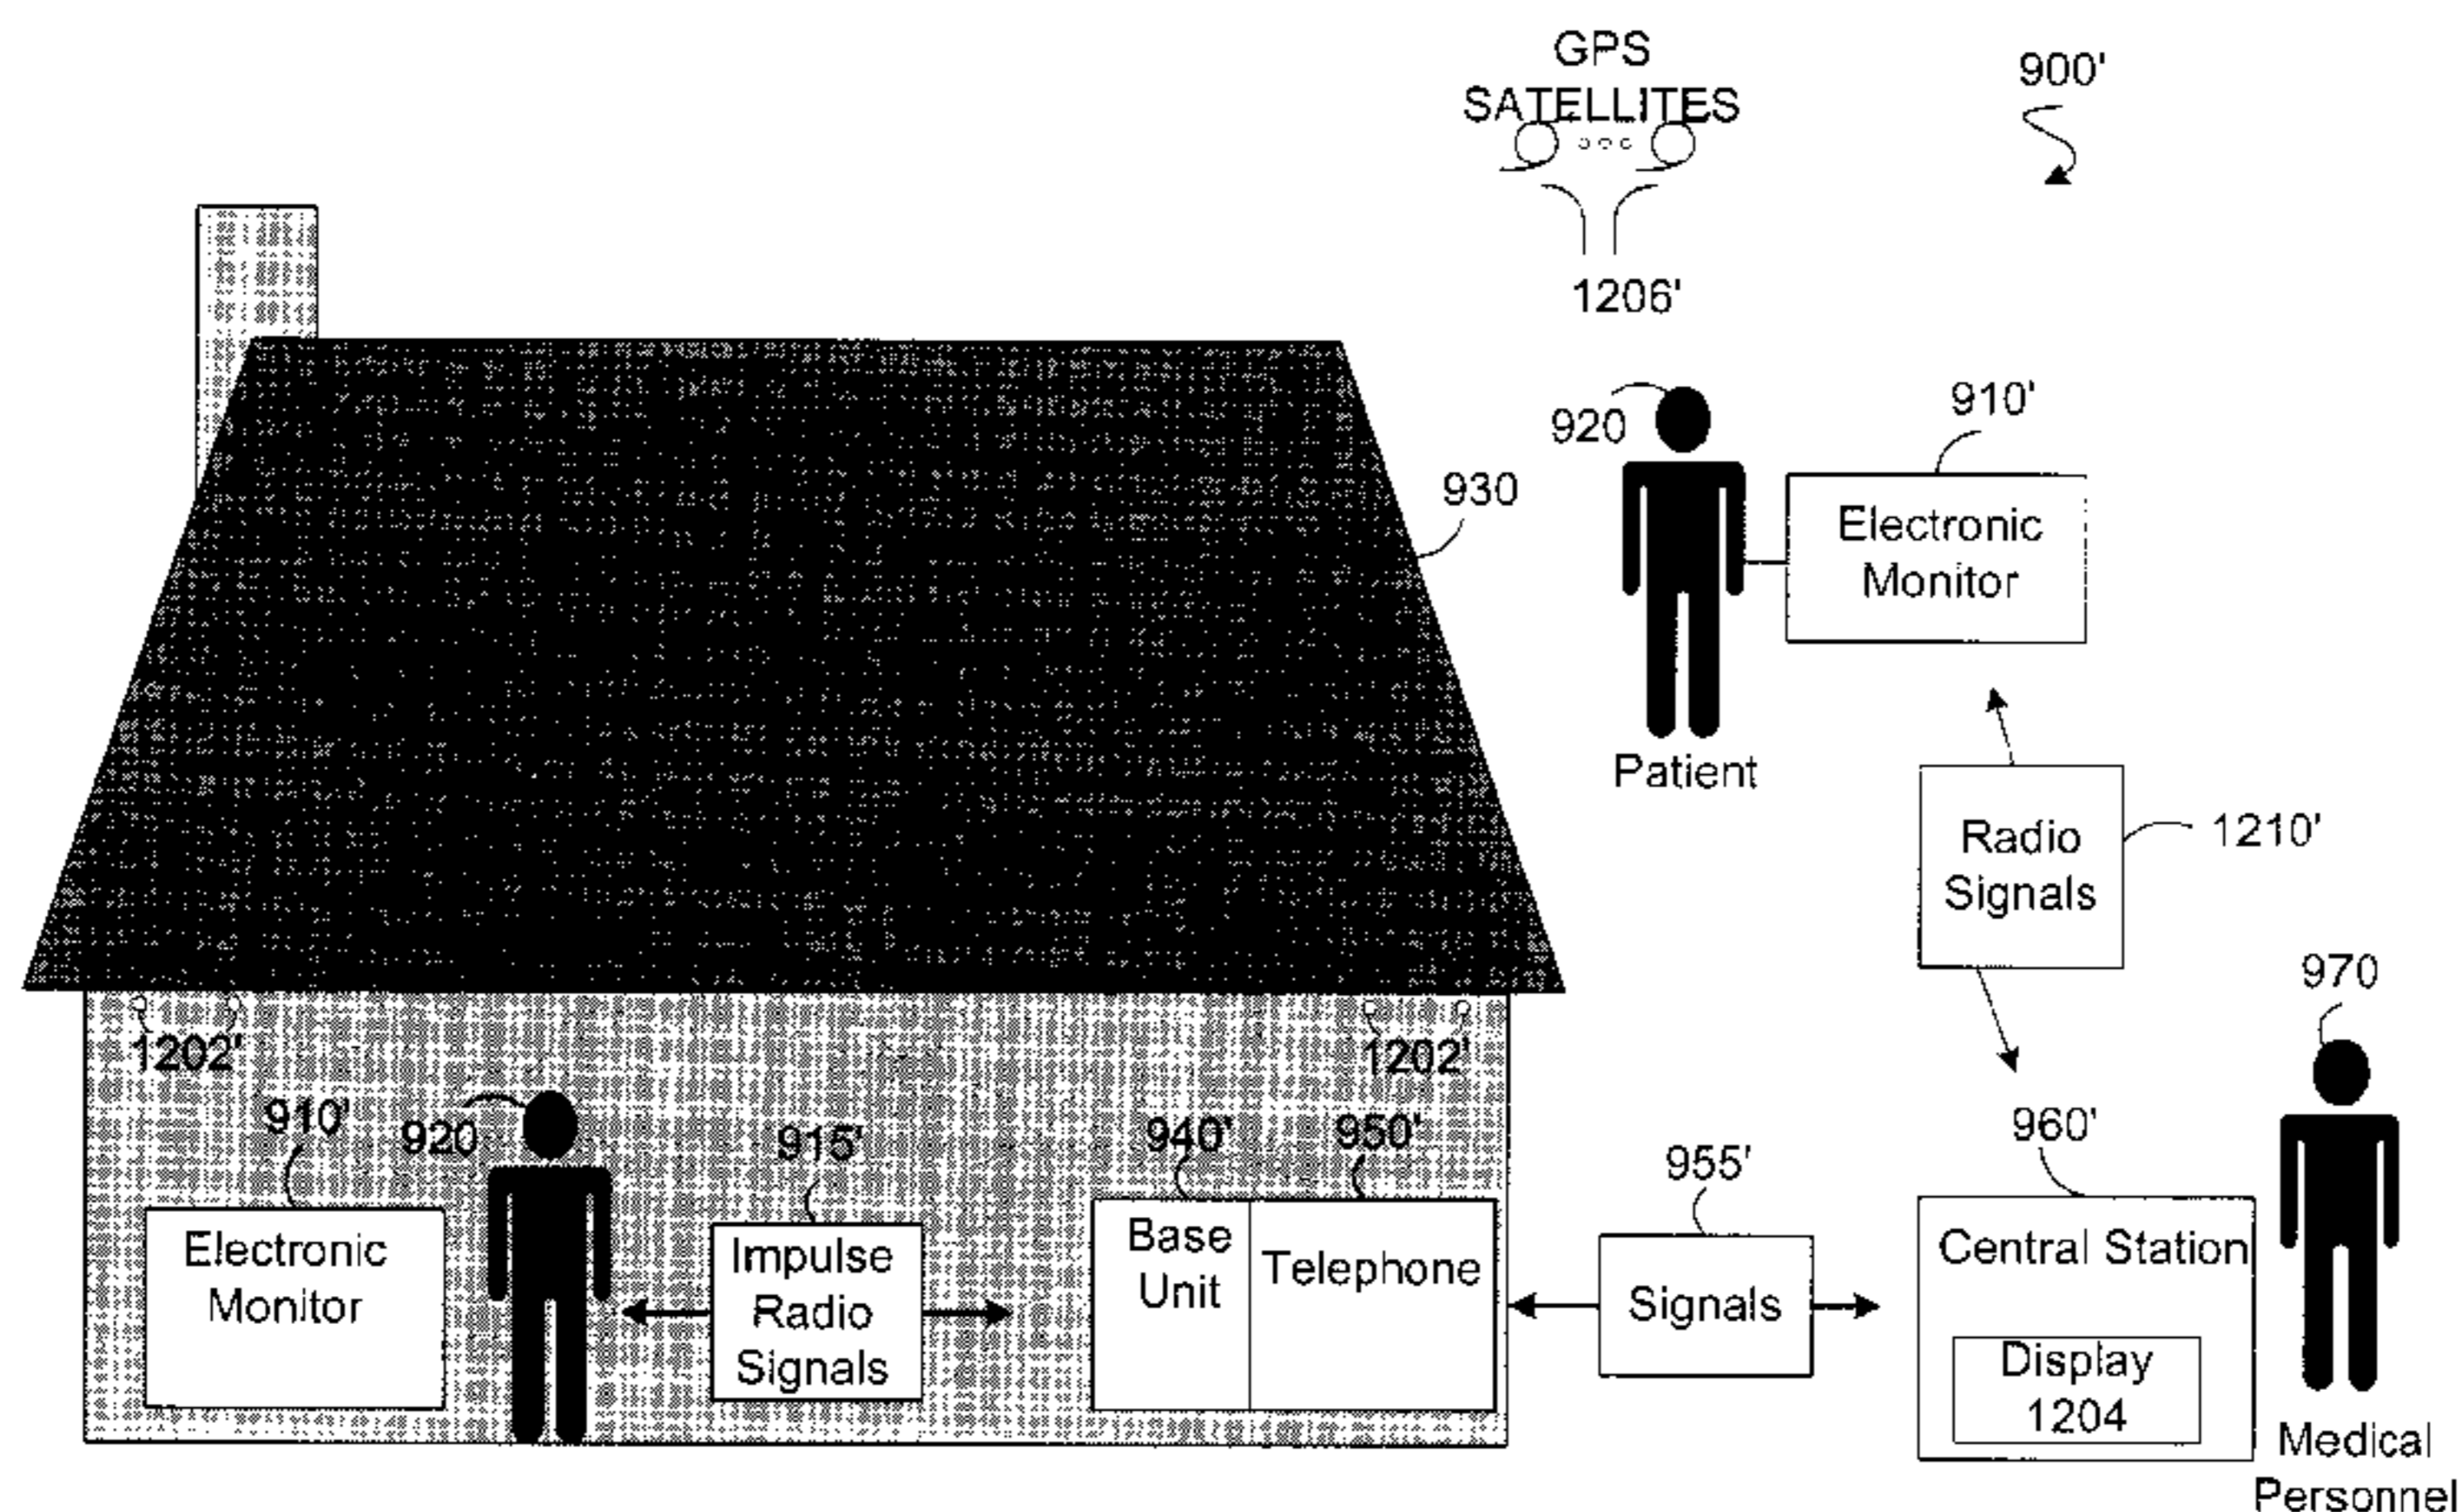 GPS
SATELLITES
900'
1206'
920
910'
930
Electronic
Monitor
Patient
Radio
Signals
1210'
970
1202'
1202'
910'
920
915'
940'
950'
955'
960'
Electronic
Monitor
Impulse
Radio
Signals
Base
Unit
Telephone
Signals
Central Station
Display
1204
Medical
Personnel